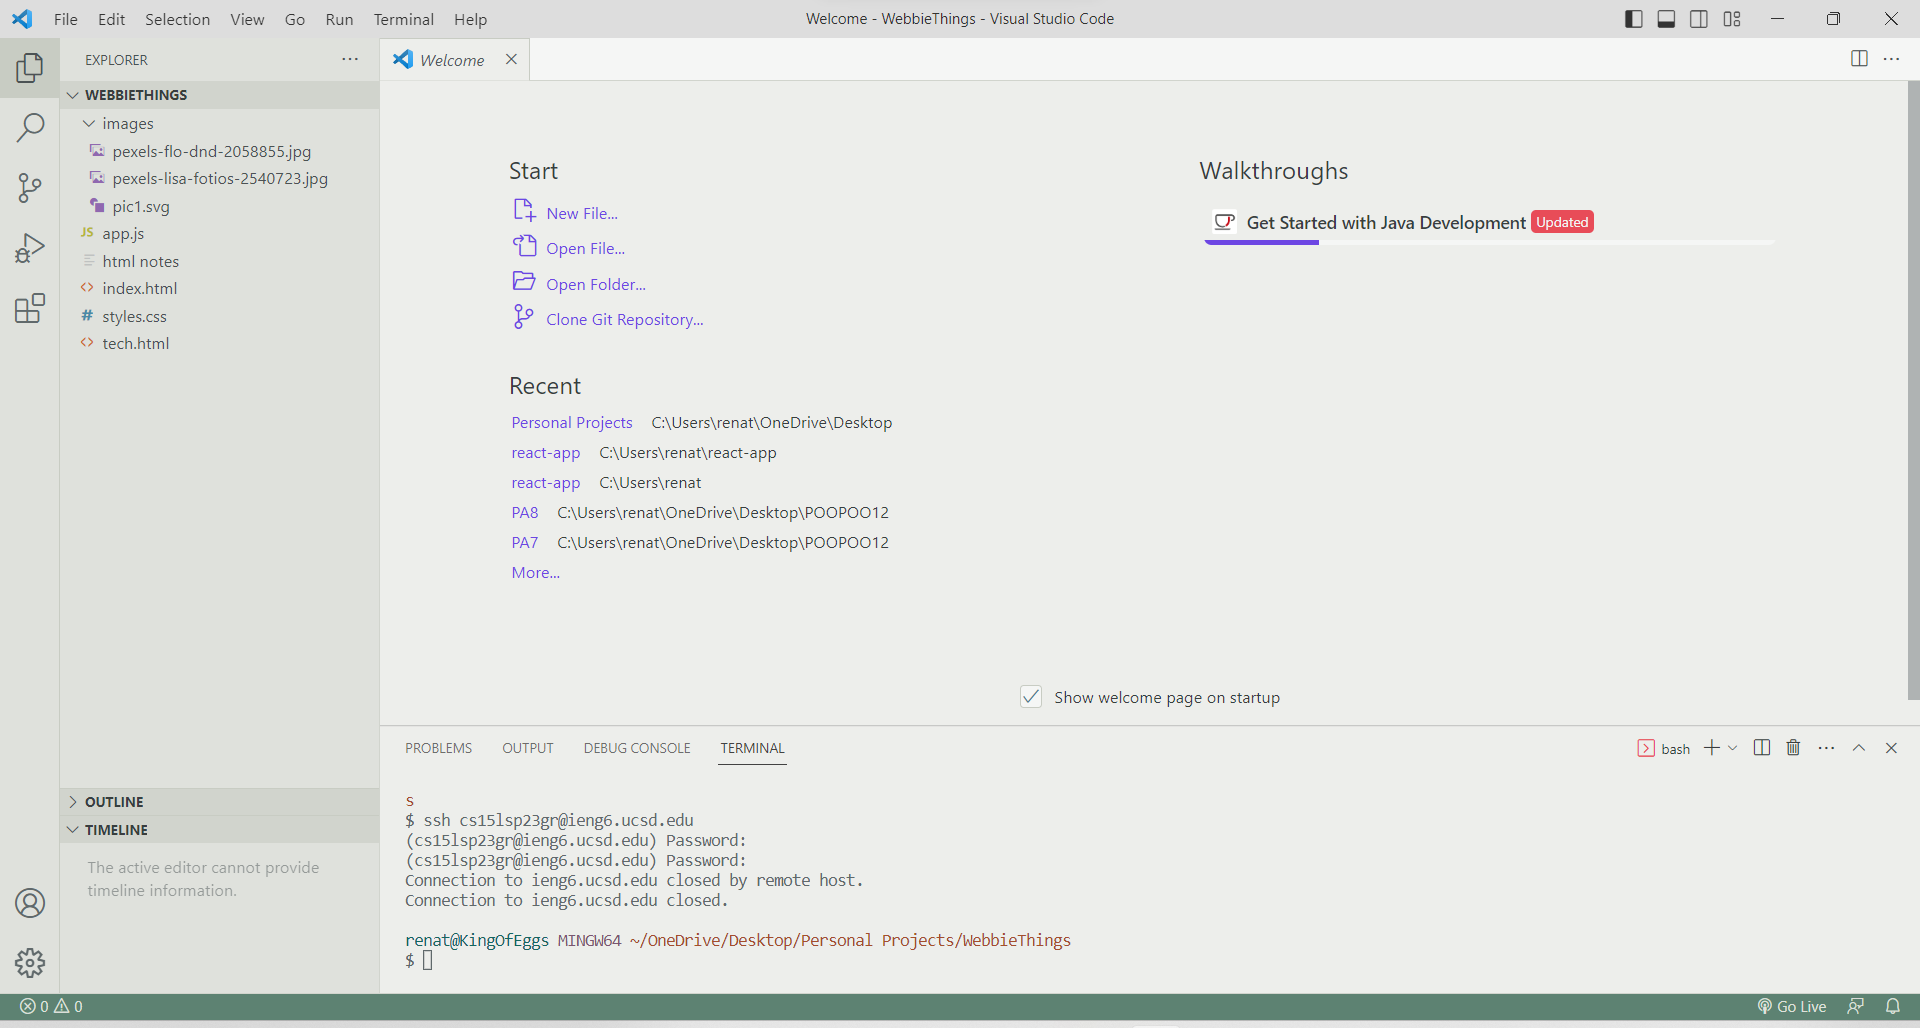 File Edit Selection View Go Run Terminal Help
Welcome - WebbieThings - Visual Studio Code
EXPLORER
WEBBIETHINGS
images
pexels-flo-dnd-2058855.jpg
pexels-lisa-fotios-2540723.jpg
pic1.svg
JS app.js
html notes
<> index.html
# styles.css
<> tech.html
OUTLINE
TIMELINE
The active editor cannot provide
timeline information.
Welcome
Start
New File...
Open File...
Open Folder...
Clone Git Repository...
Recent
Personal Projects C:\Users\renat\OneDrive\Desktop
react-app C:\Users\renat\react-app
react-app C:\Users\renat
PA8 C:\Users\renat\OneDrive\Desktop\POOPOO12
PA7 C:\Users\renat\OneDrive\Desktop\POOPOO12
More...
Walkthroughs
Get Started with Java Development Updated
Show welcome page on startup
PROBLEMS OUTPUT DEBUG CONSOLE TERMINAL
bash
s
$ ssh cs15lsp23gr@ieng6.ucsd.edu
(cs15lsp23gr@ieng6.ucsd.edu) Password:
(cs15lsp23gr@ieng6.ucsd.edu) Password:
Connection to ieng6.ucsd.edu closed by remote host.
Connection to ieng6.ucsd.edu closed.
renat@KingOfEggs MINGW64 ~/OneDrive/Desktop/Personal Projects/WebbieThings
$
0 0
Go Live